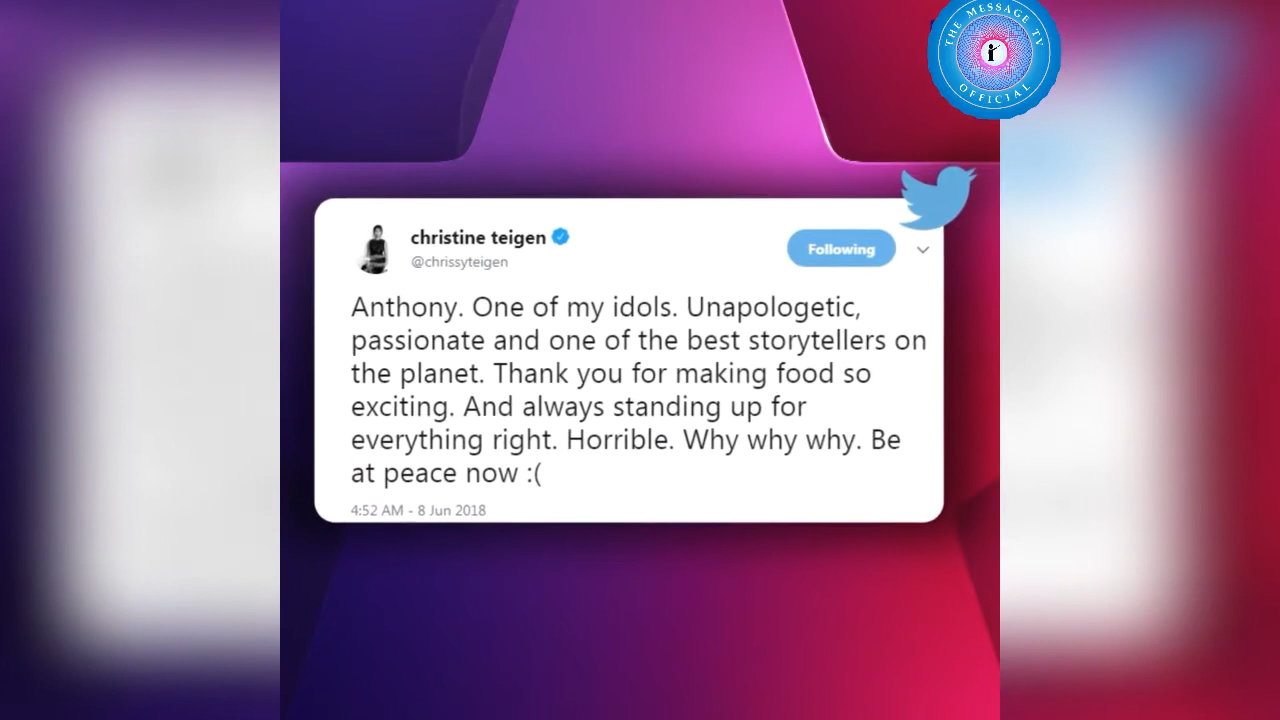 THE MESSAGE TV
OFFICIAL
christine teigen
@chrissyteigen
Following
Anthony. One of my idols. Unapologetic,
passionate and one of the best storytellers on
the planet. Thank you for making food so
exciting. And always standing up for
everything right. Horrible. Why why why. Be
at peace now :(
4:52 AM - 8 Jun 2018